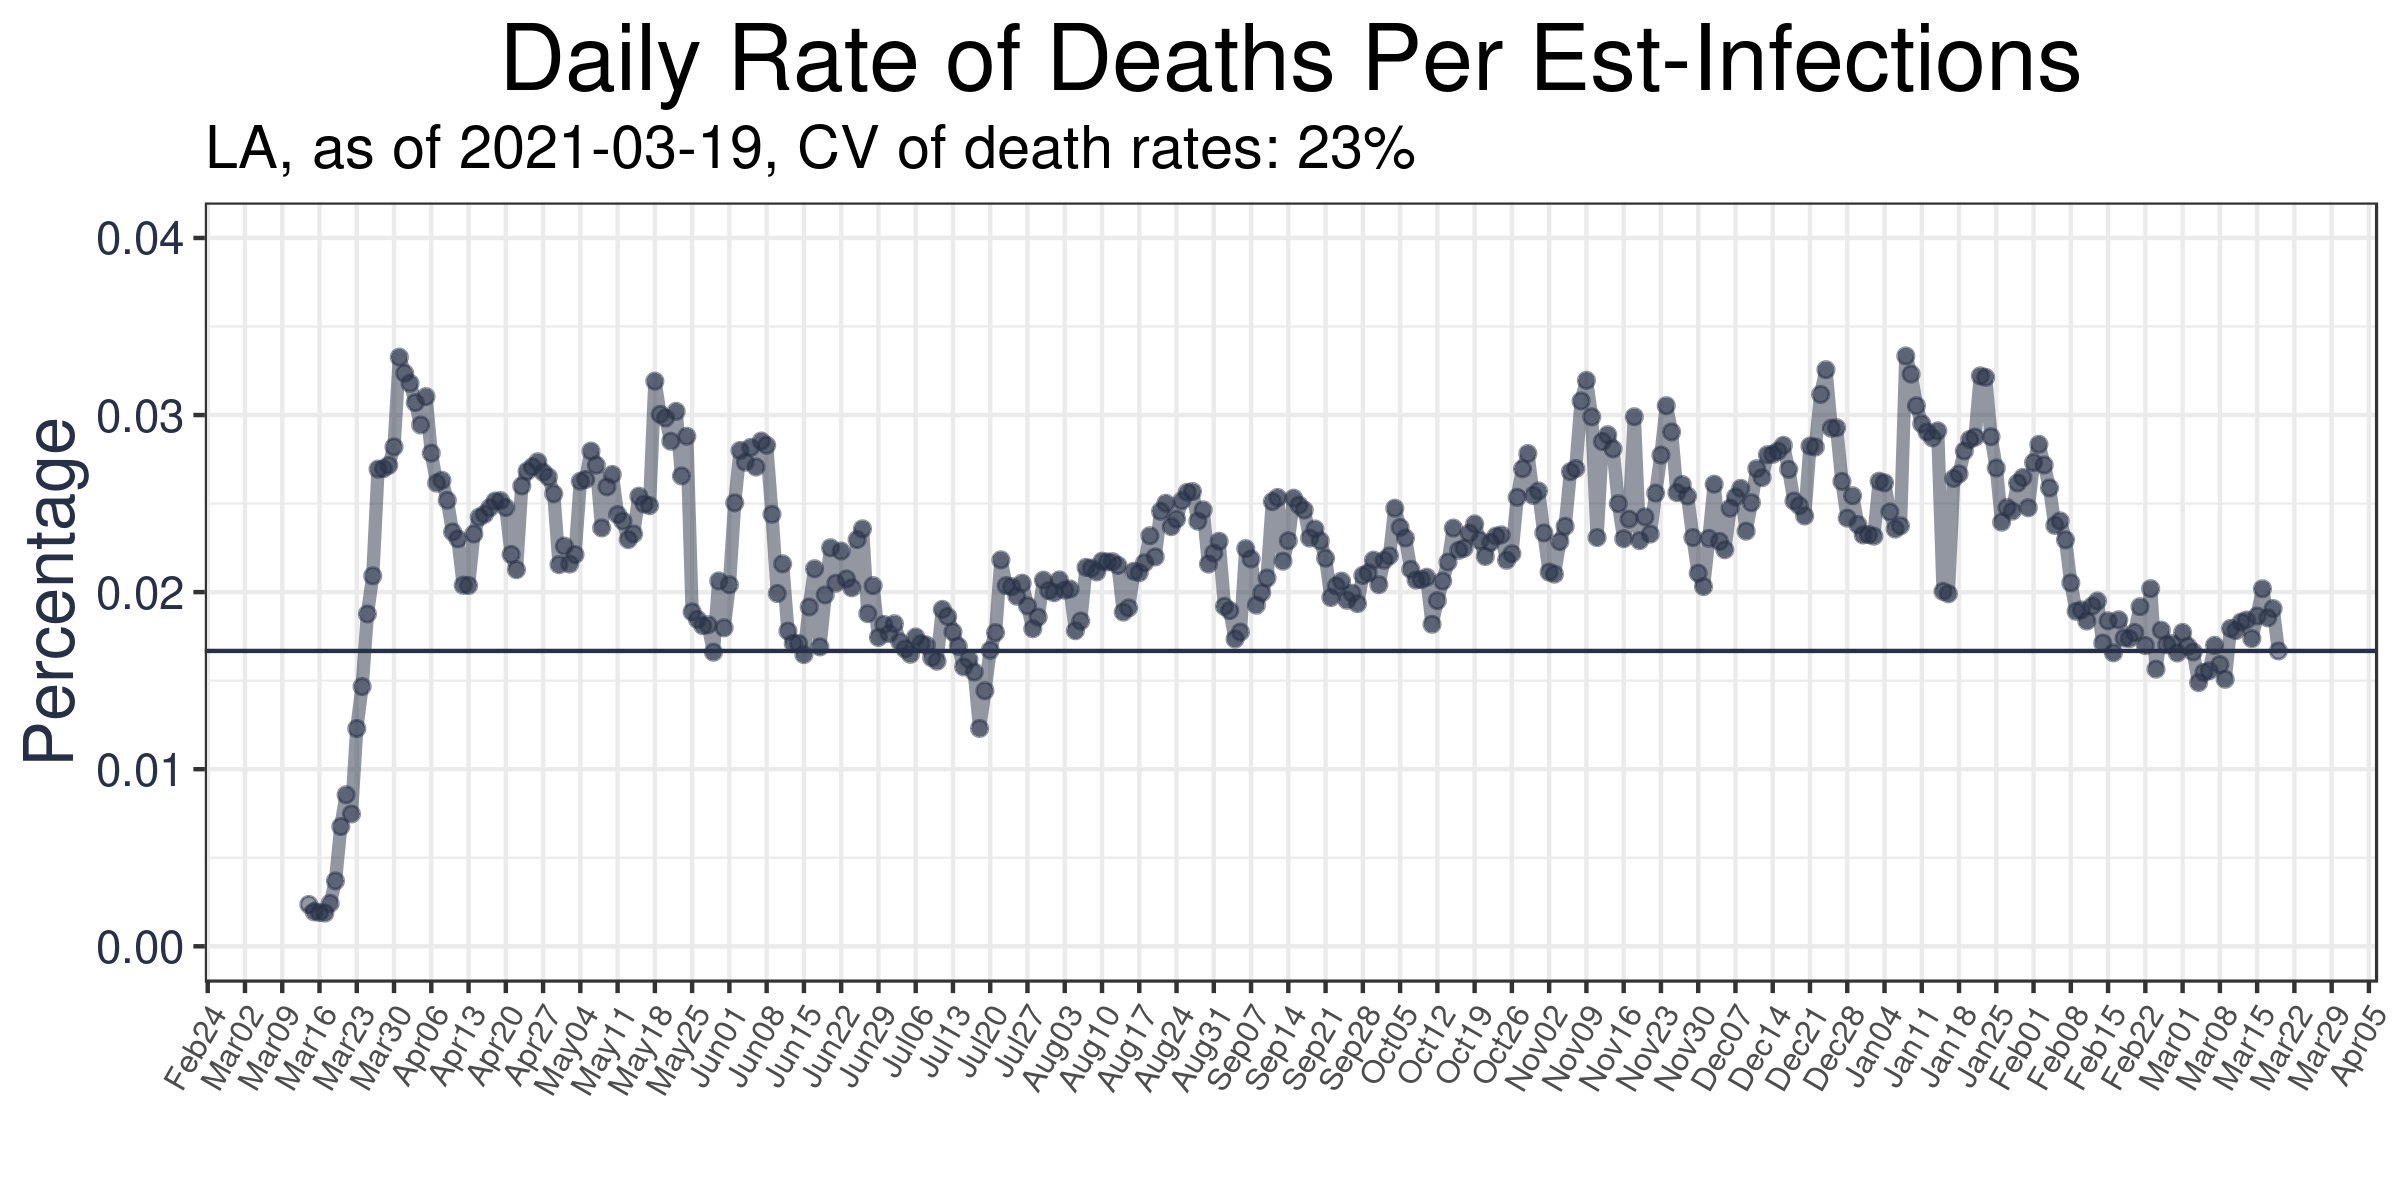 Daily Rate of Deaths Per Est-Infections
LA, as of 2021-03-19, CV of death rates: 23%
Percentage
0.04
0.03
0.02
0.01
0.00
Feb24
Mar02
Mar09
Mar16
Mar23
Mar30
Apr06
Apr13
Apr20
Apr27
May04
May11
May18
May25
Jun01
Jun08
Jun15
Jun22
Jun29
Jul06
Jul13
Jul20
Jul27
Aug03
Aug10
Aug17
Aug24
Aug31
Sep07
Sep14
Sep21
Sep28
Oct05
Oct12
Oct19
Oct26
Nov02
Nov09
Nov16
Nov23
Nov30
Dec07
Dec14
Dec21
Dec28
Jan04
Jan11
Jan18
Jan25
Feb01
Feb08
Feb15
Feb22
Mar01
Mar08
Mar15
Mar22
Mar29
Apr05